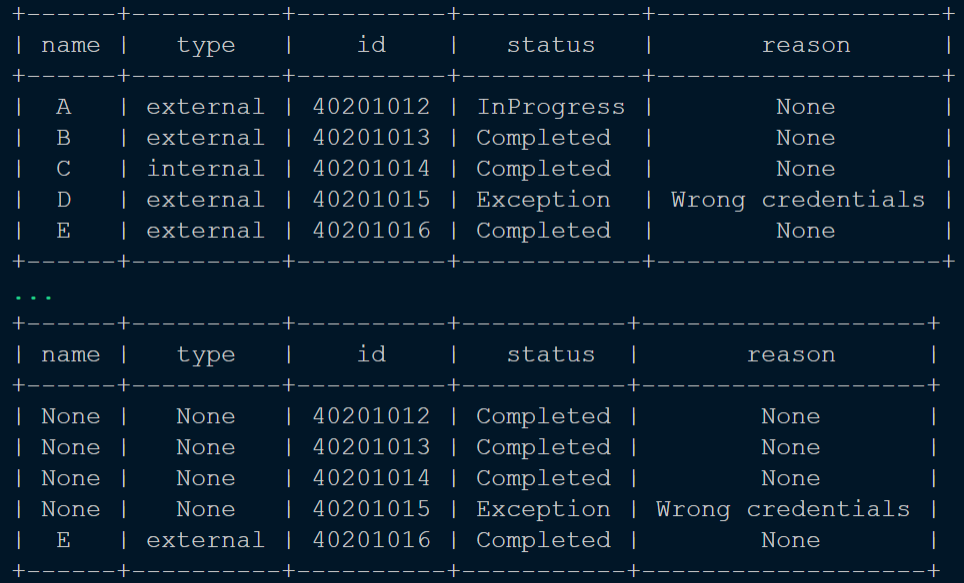 +------+----------+----------+------------+-------------------+
| name |   type   |    id    |   status   |       reason      |
+------+----------+----------+------------+-------------------+
|  A   | external | 40201012 | InProgress |        None       |
|  B   | external | 40201013 | Completed  |        None       |
|  C   | internal | 40201014 | Completed  |        None       |
|  D   | external | 40201015 | Exception  | Wrong credentials |
|  E   | external | 40201016 | Completed  |        None       |
+------+----------+----------+------------+-------------------+
...
+------+----------+----------+-----------+-------------------+
| name |   type   |    id    |   status  |       reason      |
+------+----------+----------+-----------+-------------------+
| None |   None   | 40201012 | Completed |        None       |
| None |   None   | 40201013 | Completed |        None       |
| None |   None   | 40201014 | Completed |        None       |
| None |   None   | 40201015 | Exception | Wrong credentials |
|  E   | external | 40201016 | Completed |        None       |
+------+----------+----------+-----------+-------------------+